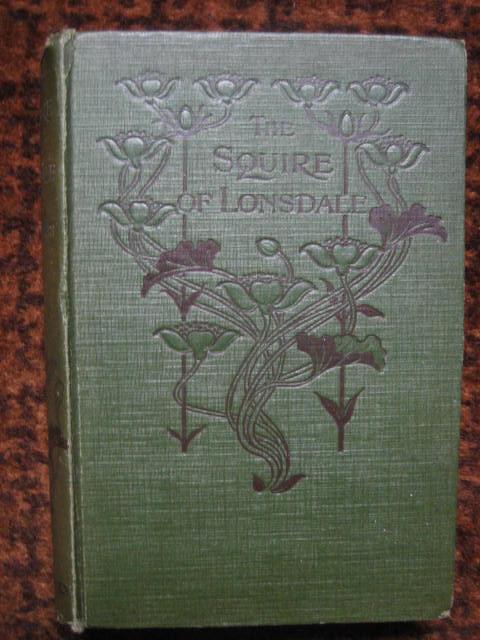 THE
SQUIRE
OF LONSDALE